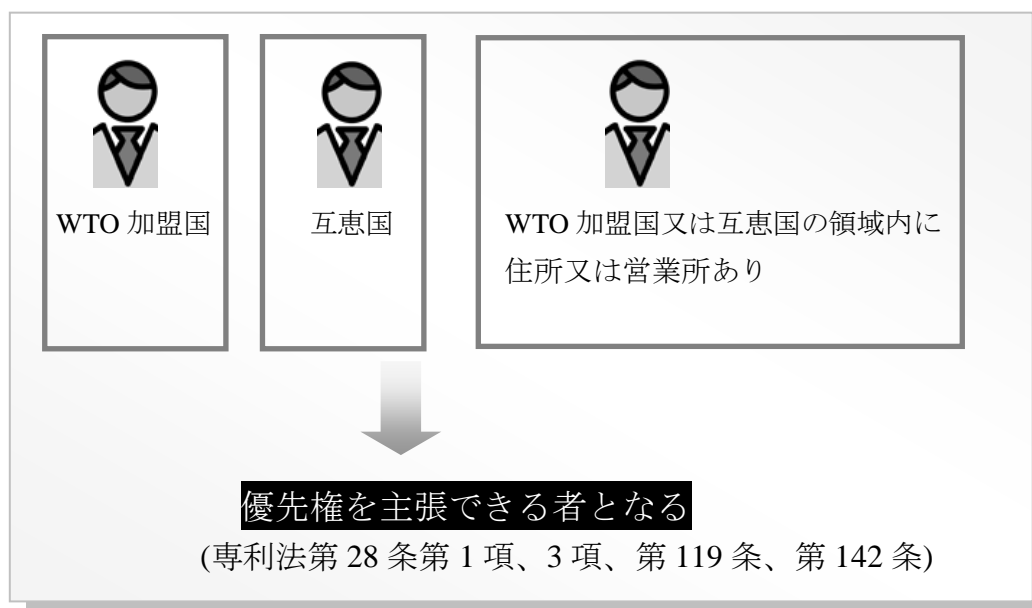 WTO 加盟国
互恵国
WTO 加盟国又は互恵国の領域内に
住所又は営業所あり
優先権を主張できる者となる
(専利法第 28 条第 1 項、3 項、第 119 条、第 142 条)